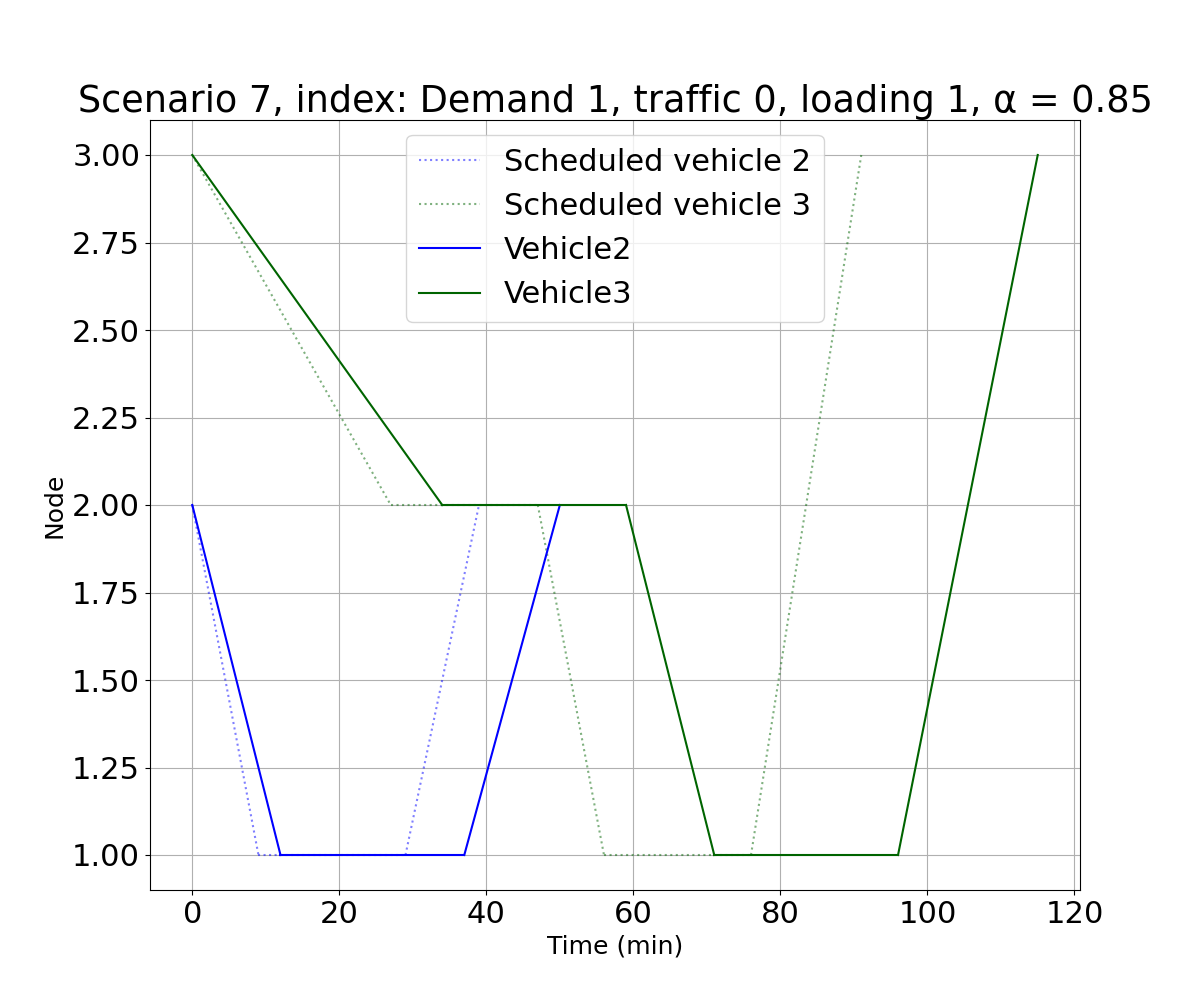 Scenario 7, index: Demand 1, traffic 0, loading 1, α = 0.85
3.00
2.75
2.50
2.25
2.00
1.75
1.50
1.25
1.00
Node
Scheduled vehicle 2
Scheduled vehicle 3
Vehicle2
Vehicle3
0 20 40 60 80 100 120
Time (min)